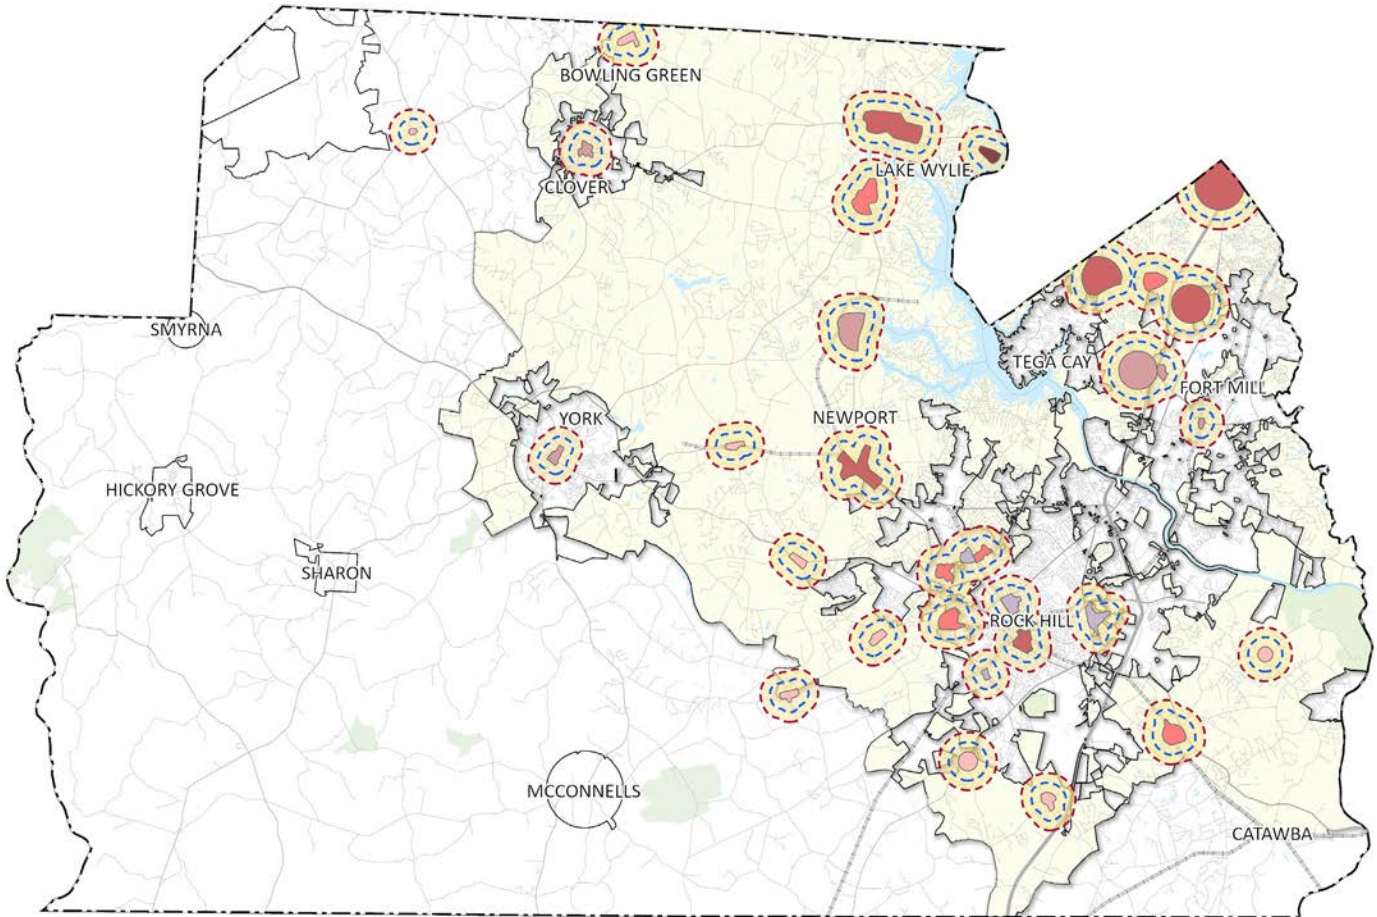 BOWLING GREEN
CLOVER
LAKE WYLIE
SMYRNA
TEGA CAY
FORT MILL
YORK
NEWPORT
HICKORY GROVE
SHARON
ROCK HILL
MCCONNELLS
CATAWBA